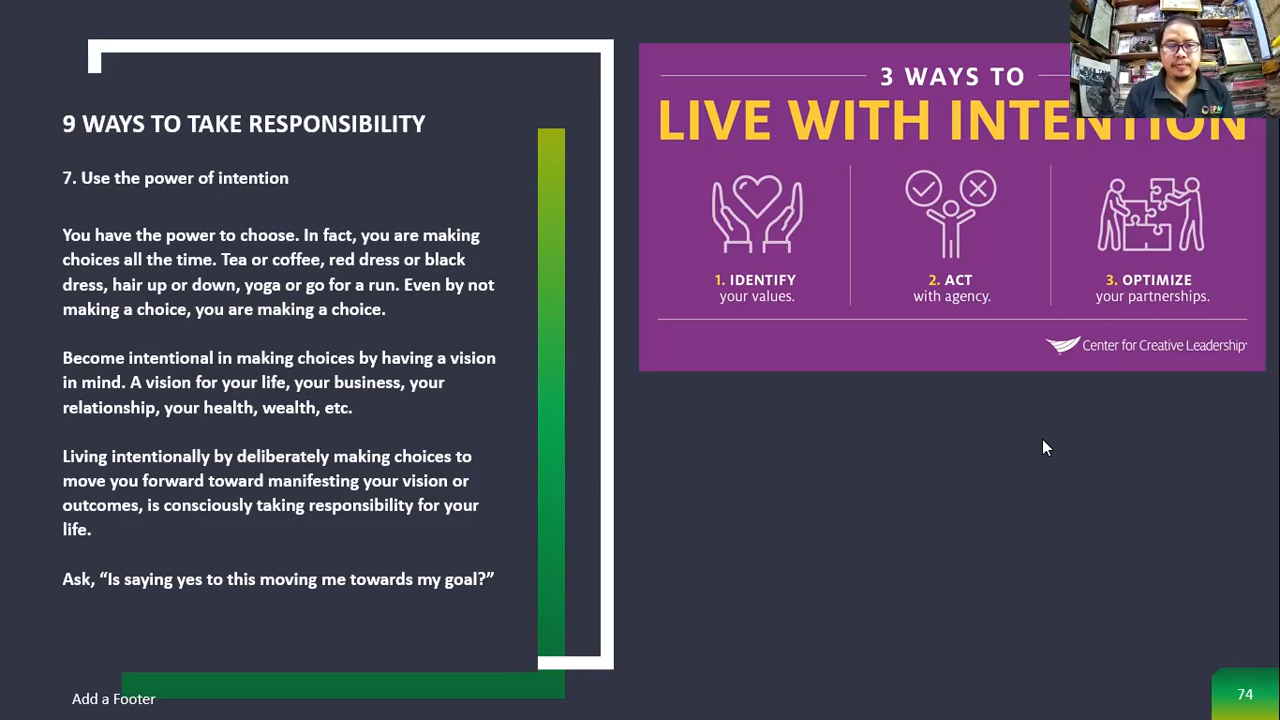 9 WAYS TO TAKE RESPONSIBILITY
7. Use the power of intention
You have the power to choose. In fact, you are making
choices all the time. Tea or coffee, red dress or black
dress, hair up or down, yoga or go for a run. Even by not
making a choice, you are making a choice.
Become intentional in making choices by having a vision
in mind. A vision for your life, your business, your
relationship, your health, wealth, etc.
Living intentionally by deliberately making choices to
move you forward toward manifesting your vision or
outcomes, is consciously taking responsibility for your
life.
Ask, “Is saying yes to this moving me towards my goal?”
Add a Footer
3 WAYS TO
LIVE WITH INTENTION
1. IDENTIFY
your values.
2. ACT
with agency.
3. OPTIMIZE
your partnerships.
Center for Creative Leadership
74